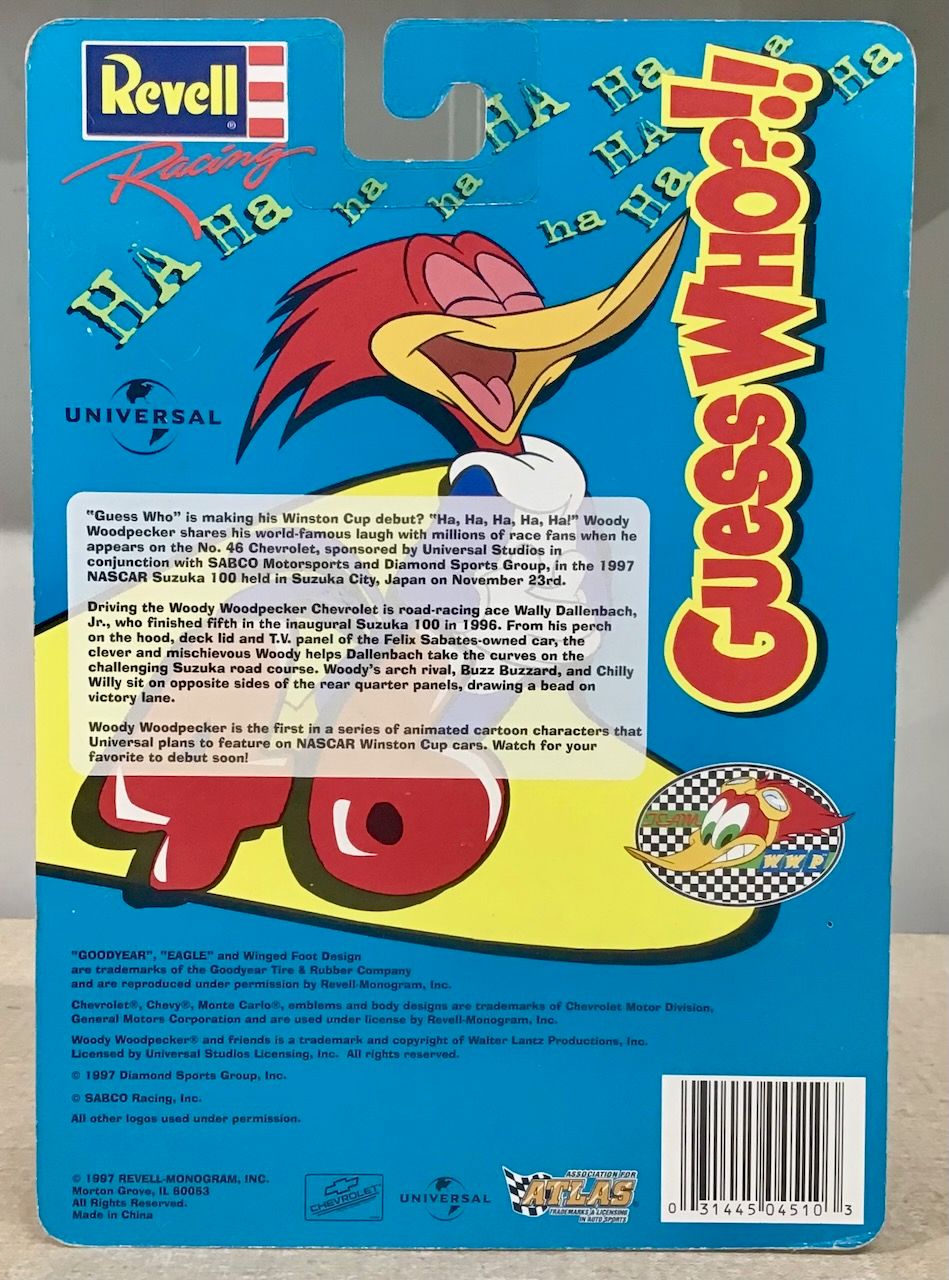 Revell®
Racing
HA Ha ha ha HA Ha a Ha
HA
ha Ha
Guess Who?!!
UNIVERSAL
"Guess Who" is making his Winston Cup debut? "Ha, Ha, Ha, Ha, Ha!" Woody
Woodpecker shares his world-famous laugh with millions of race fans when he
appears on the No. 46 Chevrolet, sponsored by Universal Studios in
conjunction with SABCO Motorsports and Diamond Sports Group, in the 1997
NASCAR Suzuka 100 held in Suzuka City, Japan on November 23rd.
Driving the Woody Woodpecker Chevrolet is road-racing ace Wally Dallenbach,
Jr., who finished fifth in the inaugural Suzuka 100 in 1996. From his perch
on the hood, deck lid and T.V. panel of the Felix Sabates-owned car, the
clever and mischievous Woody helps Dallenbach take the curves on the
challenging Suzuka road course. Woody's arch rival, Buzz Buzzard, and Chilly
Willy sit on opposite sides of the rear quarter panels, drawing a bead on
victory lane.
Woody Woodpecker is the first in a series of animated cartoon characters that
Universal plans to feature on NASCAR Winston Cup cars. Watch for your
favorite to debut soon!
46
TEAM
WWP
"GOODYEAR", "EAGLE" and Winged Foot Design
are trademarks of the Goodyear Tire & Rubber Company
and are reproduced under permission by Revell-Monogram, Inc.
Chevrolet®, Chevy®, Monte Carlo®, emblems and body designs are trademarks of Chevrolet Motor Division,
General Motors Corporation and are used under license by Revell-Monogram, Inc.
Woody Woodpecker® and friends is a trademark and copyright of Walter Lantz Productions, Inc.
Licensed by Universal Studios Licensing, Inc. All rights reserved.
© 1997 Diamond Sports Group, Inc.
© SABCO Racing, Inc.
All other logos used under permission.
© 1997 REVELL-MONOGRAM, INC.
Morton Grove, IL 60053
All Rights Reserved.
Made in China
CHEVROLET
UNIVERSAL
ASSOCIATION FOR
ATLAS
TRADEMARKS & LICENSING
IN AUTO SPORTS
0 31445 04510 3